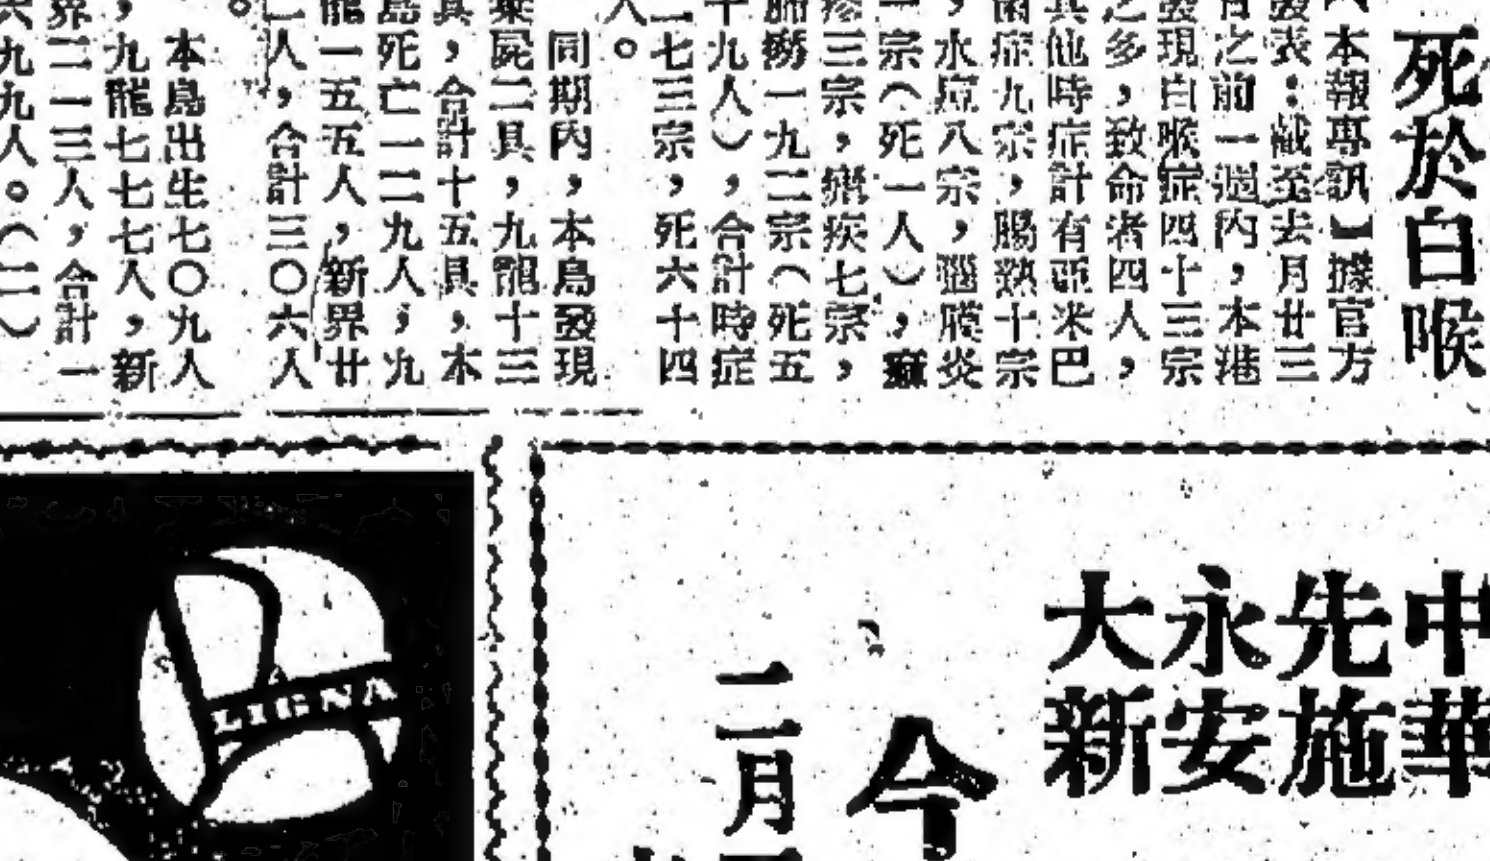 死於白喉
【本報專訊】據官方
發表：截至去月廿三
日之前一週內，本港
發現白喉症四十三宗
之多，致命者四人，
其他時症計有亞米巴
菌症九宗，腸熱十宗
，水痘八宗，腦膜炎
一宗（死一人），痲
疹三宗，痢疾七宗，
肺癆一九二宗（死五
十九人），合計時症
二七三宗，死六十四
人。
同期內，本島發現
棄屍二具，九龍十三
具，合計十五具，本
島死亡一二九人，九
龍一五五人，新界廿
二人，合計三〇六人
。
本島出生七〇九人
，九龍七七七人，新
界二一三人，合計一
六九九人。（二）
中華
先施
永安
大新
今
二月
LIGNA